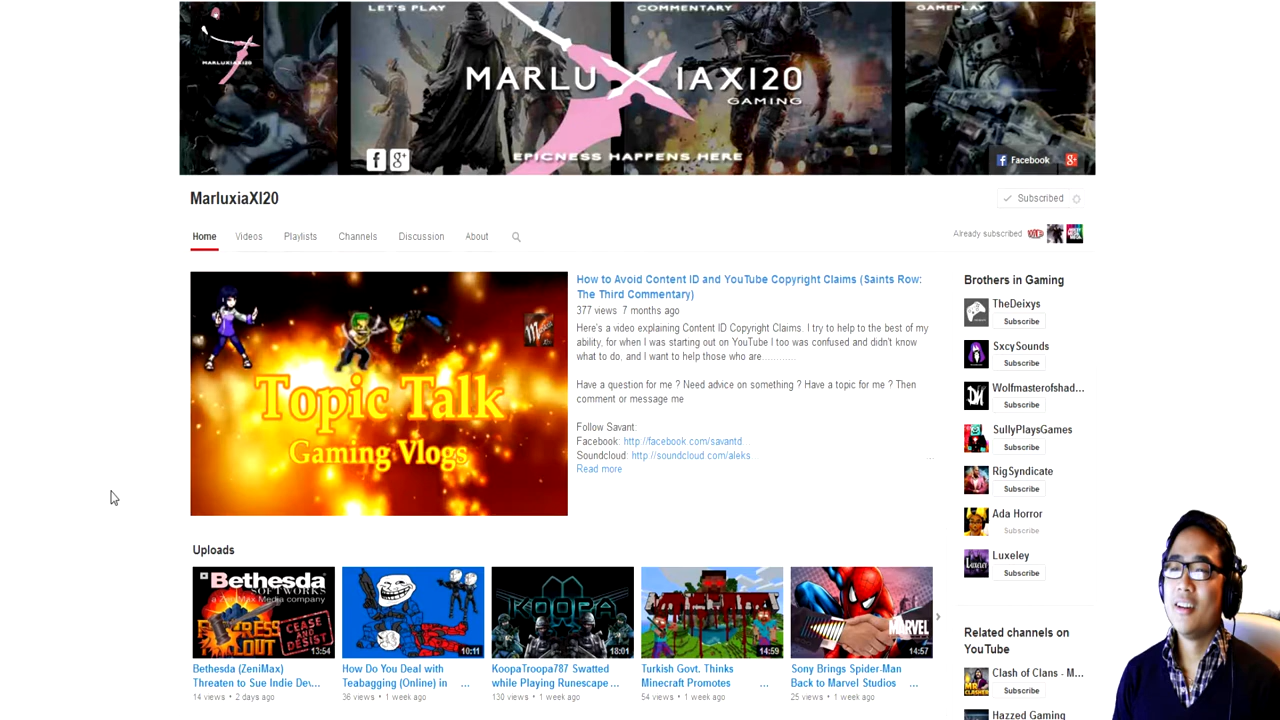 LET'S PLAY
COMMENTARY
GAMEPLAY
MARLUXIAXI20
MARLUXIAXI20
GAMING
EPICNESS HAPPENS HERE
Facebook
MarluxiaXI20
Subscribed
Home Videos Playlists Channels Discussion About
Already subscribed
Topic Talk
Gaming Vlogs
How to Avoid Content ID and YouTube Copyright Claims (Saints Row:
The Third Commentary)
377 views 7 months ago
Here's a video explaining Content ID Copyright Claims. I try to help to the best of my
ability, for when I was starting out on YouTube I too was confused and didn't know
what to do, and I want to help those who are............
Have a question for me ? Need advice on something ? Have a topic for me ? Then
comment or message me
Follow Savant:
Facebook: http://facebook.com/savantd...
Soundcloud: http://soundcloud.com/aleks...
Read more
Brothers in Gaming
TheDeixys
Subscribe
SxcySounds
Subscribe
Wolfmasterofshad...
Subscribe
SullyPlaysGames
Subscribe
RigSyndicate
Subscribe
Ada Horror
Subscribe
Luxeley
Subscribe
Related channels on
YouTube
Clash of Clans - M...
Subscribe
Hazzed Gaming
Uploads
Bethesda
SOFTWORKS
a ZeniMax Media company
CEASE
AND
DESIST
13:54
10:11
KOOPA
18:01
14:59
MARVEL
14:57
Bethesda (ZeniMax)
Threaten to Sue Indie Dev...
14 views • 2 days ago
How Do You Deal with
Teabagging (Online) in ...
36 views • 1 week ago
KoopaTroopa787 Swatted
while Playing Runescape...
130 views • 1 week ago
Turkish Govt. Thinks
Minecraft Promotes ...
54 views • 1 week ago
Sony Brings Spider-Man
Back to Marvel Studios ...
25 views • 1 week ago